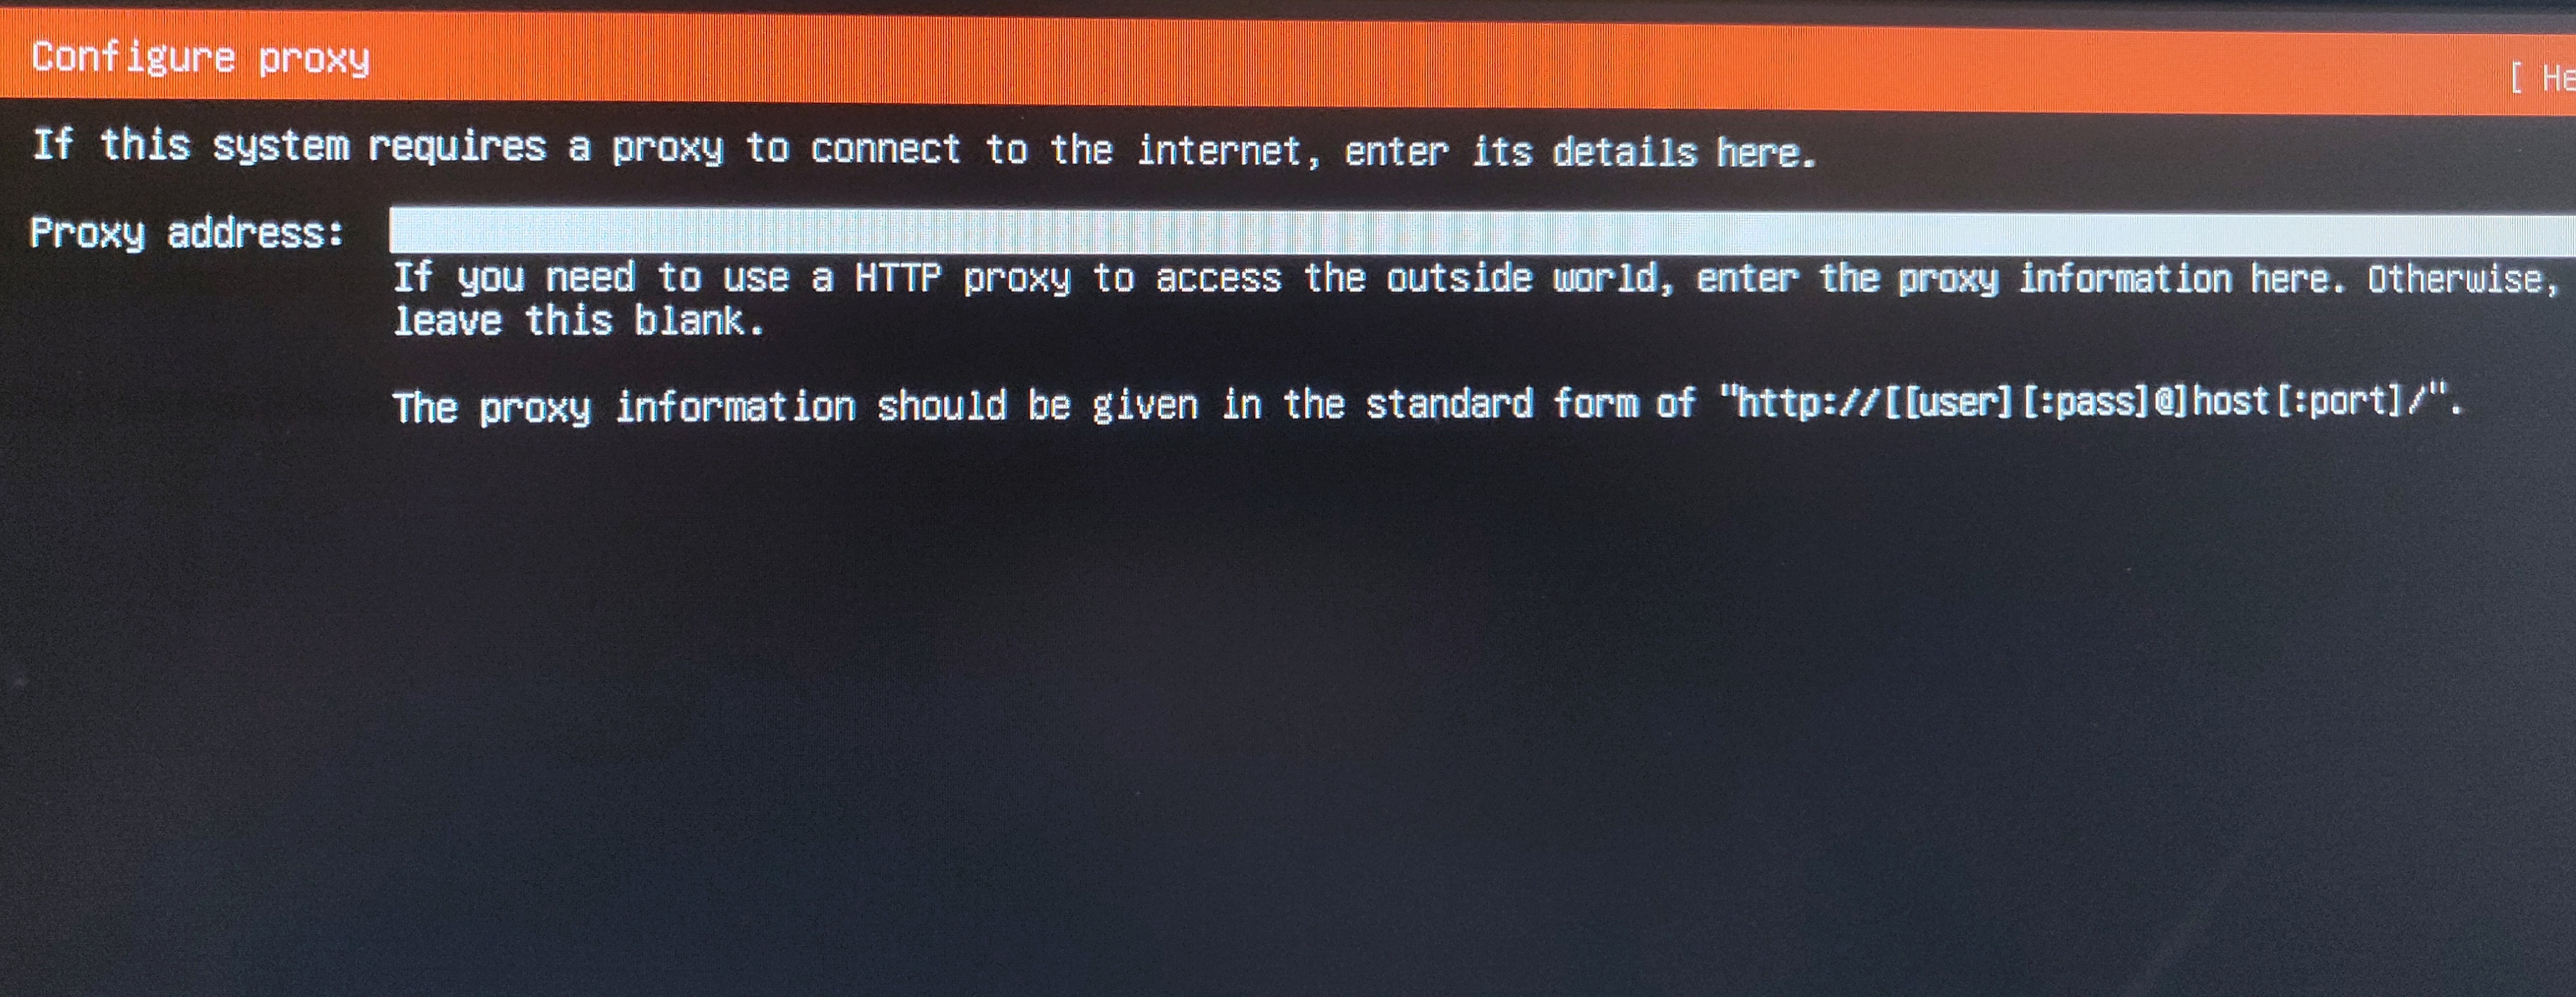 Configure proxy
[ He
If this system requires a proxy to connect to the internet, enter its details here.
Proxy address:
If you need to use a HTTP proxy to access the outside world, enter the proxy information here. Otherwise,
leave this blank.
The proxy information should be given in the standard form of "http://[[user][:pass]@]host[:port]/".